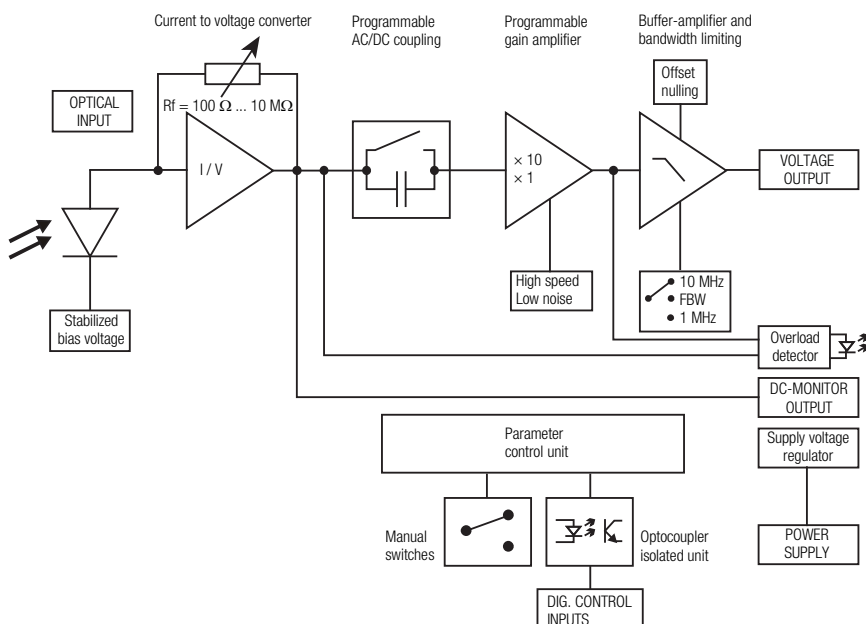 Current to voltage converter
Programmable
AC/DC coupling
Programmable
gain amplifier
Buffer-amplifier and
bandwidth limiting
OPTICAL
INPUT
Rf = 100 Ω ... 10 MΩ
Offset
nulling
I / V
× 10
× 1
VOLTAGE
OUTPUT
High speed
Low noise
10 MHz
FBW
1 MHz
Stabilized
bias voltage
Overload
detector
DC-MONITOR
OUTPUT
Parameter
control unit
Supply voltage
regulator
Manual
switches
Optocoupler
isolated unit
POWER
SUPPLY
DIG. CONTROL
INPUTS